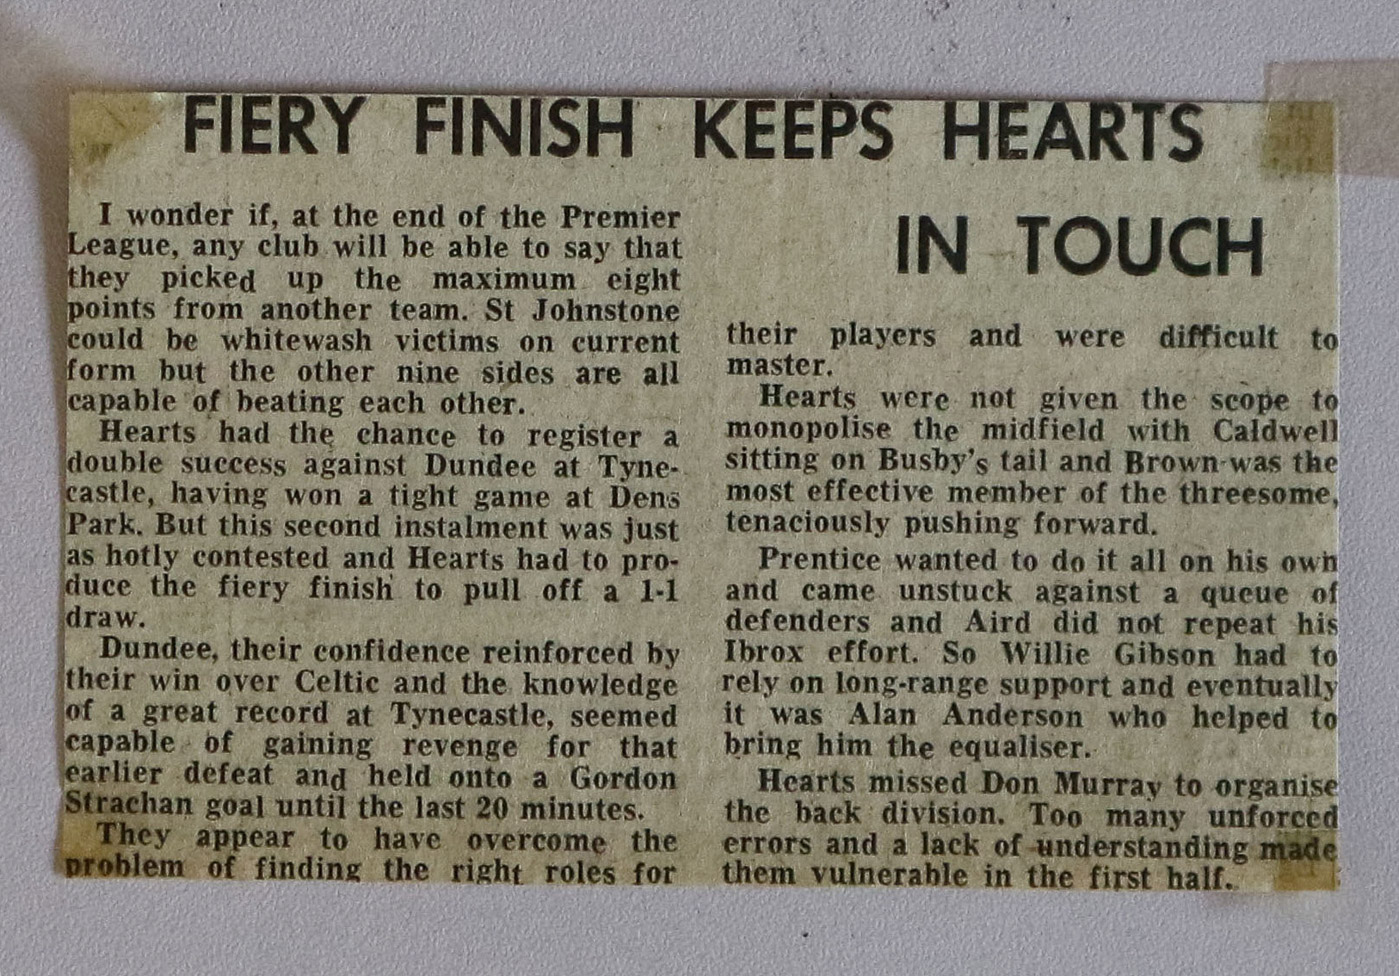 FIERY FINISH KEEPS HEARTS
IN TOUCH
I wonder if, at the end of the Premier
League, any club will be able to say that
they picked up the maximum eight
points from another team. St Johnstone
could be whitewash victims on current
form but the other nine sides are all
capable of beating each other.
Hearts had the chance to register a
double success against Dundee at Tyne-
castle, having won a tight game at Dens
Park. But this second instalment was just
as hotly contested and Hearts had to pro-
duce the fiery finish to pull off a 1-1
draw.
Dundee, their confidence reinforced by
their win over Celtic and the knowledge
of a great record at Tynecastle, seemed
capable of gaining revenge for that
earlier defeat and held onto a Gordon
Strachan goal until the last 20 minutes.
They appear to have overcome the
problem of finding the right roles for
their players and were difficult to
master.
Hearts were not given the scope to
monopolise the midfield with Caldwell
sitting on Busby's tail and Brown was the
most effective member of the threesome,
tenaciously pushing forward.
Prentice wanted to do it all on his own
and came unstuck against a queue of
defenders and Aird did not repeat his
Ibrox effort. So Willie Gibson had to
rely on long-range support and eventually
it was Alan Anderson who helped to
bring him the equaliser.
Hearts missed Don Murray to organise
the back division. Too many unforced
errors and a lack of understanding made
them vulnerable in the first half.